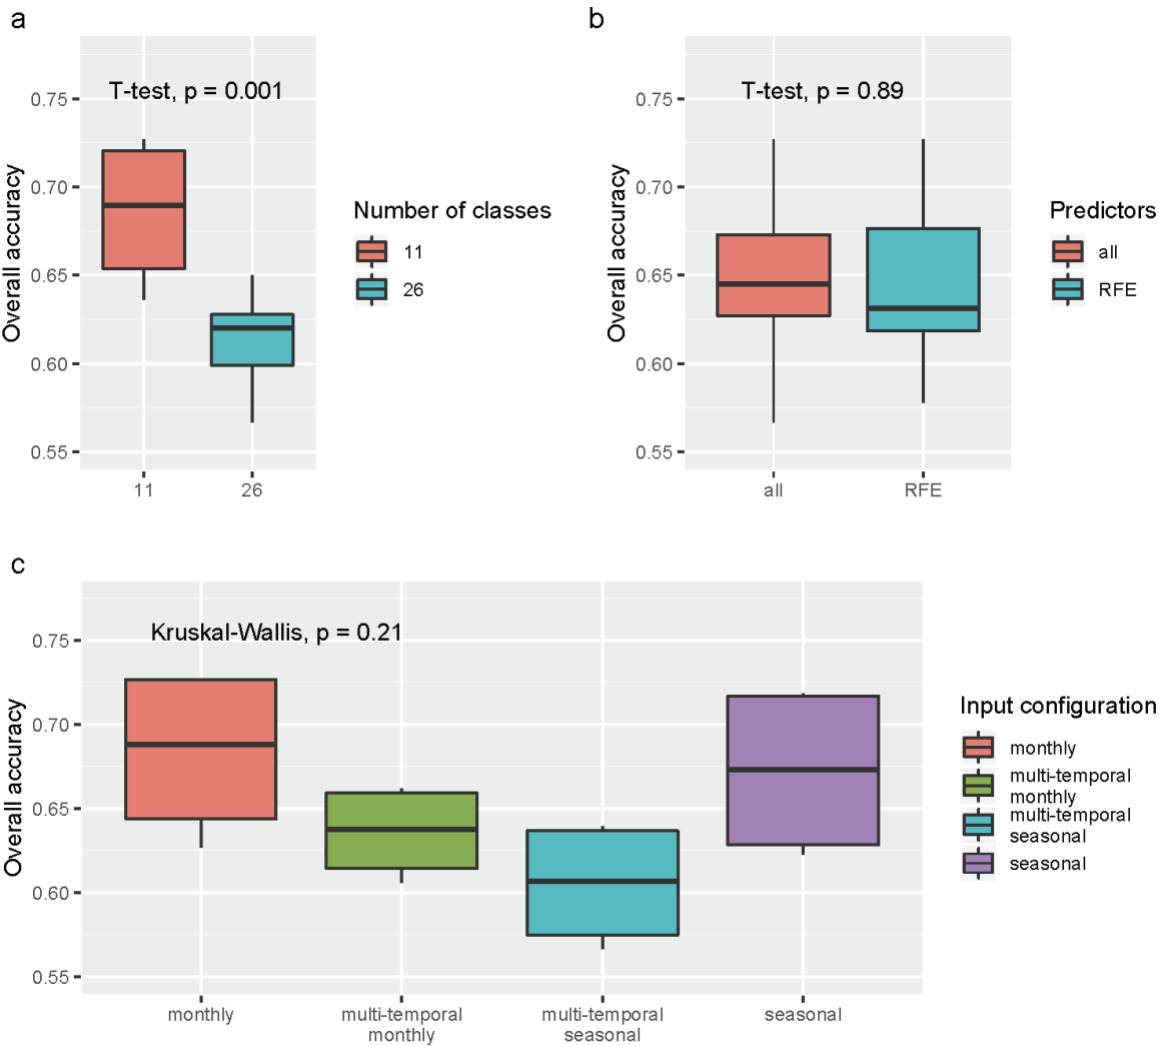 a
T-test, p = 0.001
0.75
0.70
0.65
0.60
0.55
Overall accuracy
11
26
Number of classes
11
26
b
T-test, p = 0.89
0.75
0.70
0.65
0.60
0.55
Overall accuracy
all
RFE
Predictors
all
RFE
c
Kruskal-Wallis, p = 0.21
0.75
0.70
0.65
0.60
0.55
Overall accuracy
monthly
multi-temporal
monthly
multi-temporal
seasonal
seasonal
Input configuration
monthly
multi-temporal
monthly
multi-temporal
seasonal
seasonal